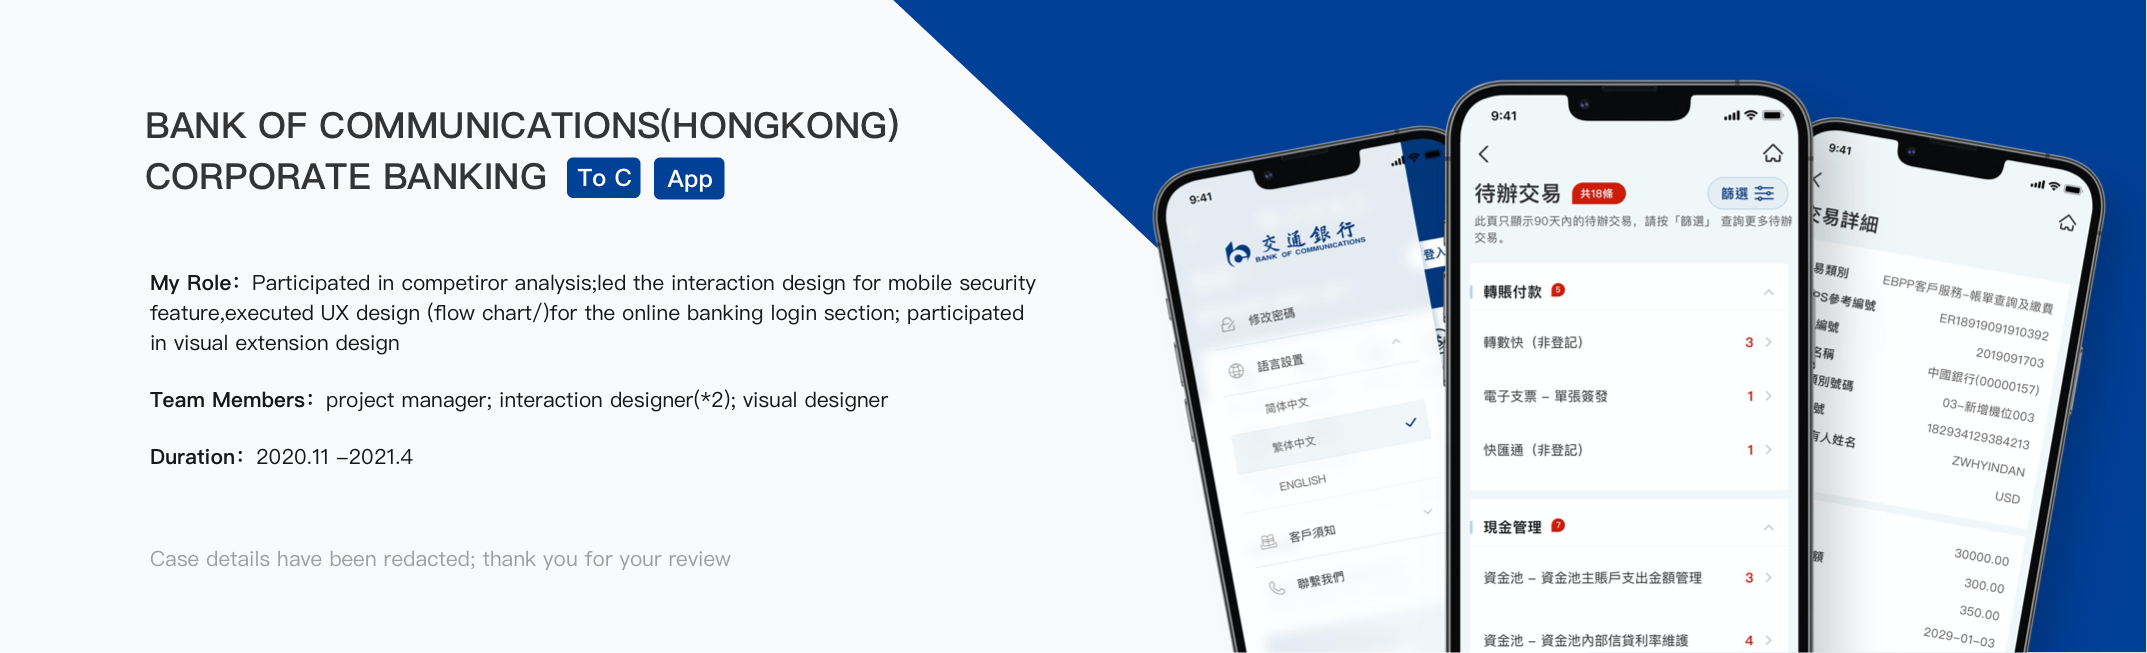 BANK OF COMMUNICATIONS(HONGKONG)
CORPORATE BANKING To C App
My Role: Participated in competiror analysis;led the interaction design for mobile security
feature,executed UX design (flow chart/)for the online banking login section; participated
in visual extension design
Team Members: project manager; interaction designer(*2); visual designer
Duration: 2020.11 –2021.4
Case details have been redacted; thank you for your review
9:41
交通銀行
BANK OF COMMUNICATIONS
登入
修改密碼
語言設置
简体中文
繁体中文
ENGLISH
客戶須知
聯繫我們
9:41
待辦交易 共18條 篩選
此頁只顯示90天內的待辦交易，請按「篩選」 查詢更多待辦
交易。
轉賬付款 5
轉數快（非登記） 3
電子支票 – 單張簽發 1
快匯通（非登記） 1
現金管理 7
資金池 – 資金池主賬戶支出金額管理 3
資金池 – 資金池內部信貸利率維護 4
9:41
交易詳細
易類別 EBPP客戶服務–帳單查詢及繳費
PS參考編號 ER18919091910392
編號 2019091703
名稱 中國銀行(00000157)
別號碼 03–新增機位003
號 182934129384213
有人姓名 ZWHYINDAN
USD
額 30000.00
300.00
350.00
2029–01–03